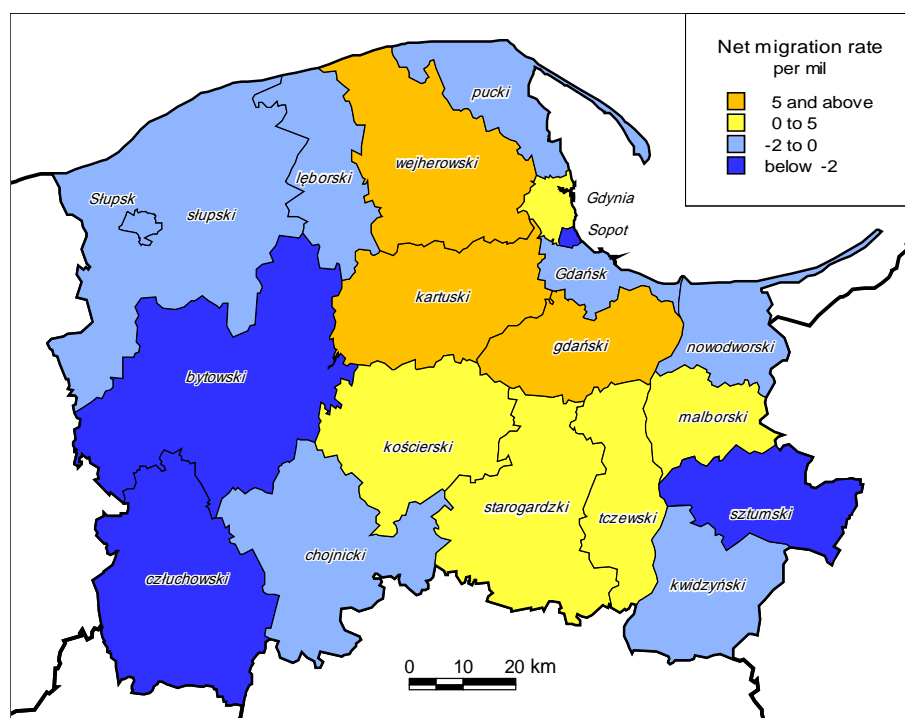 Net migration rate
per mil
5 and above
0 to 5
-2 to 0
below -2
pucki
wejherowski
lęborski
Słupsk
słupski
Gdynia
Sopot
Gdańsk
kartuski
gdański
nowodworski
bytowski
malborski
kościerski
starogardzki
tczewski
sztumski
chojnicki
człuchowski
kwidzyński
0 10 20 km